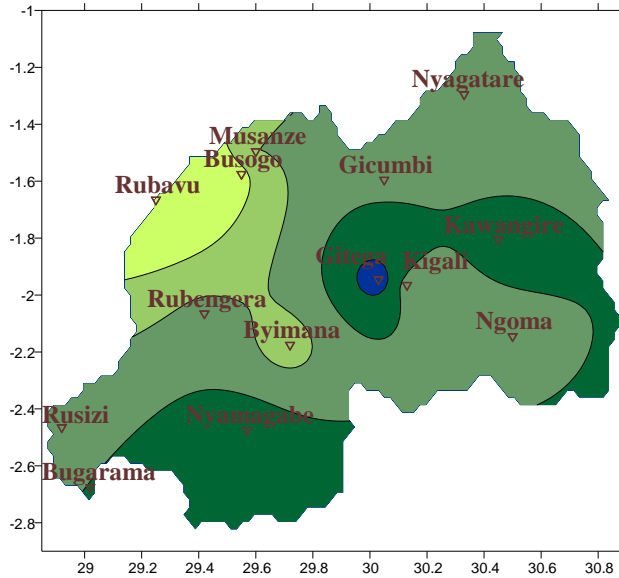 -1
-1.2
Nyagatare
-1.4
Musanze
Busogo
Gicumbi
-1.6
Rubavu
-1.8
Kawangire
Gitega Kigali
-2
Rubengera
Ngoma
Byimana
-2.2
-2.4
Rusizi
Nyamagabe
-2.6
Bugarama
-2.8
29 29.2 29.4 29.6 29.8 30 30.2 30.4 30.6 30.8